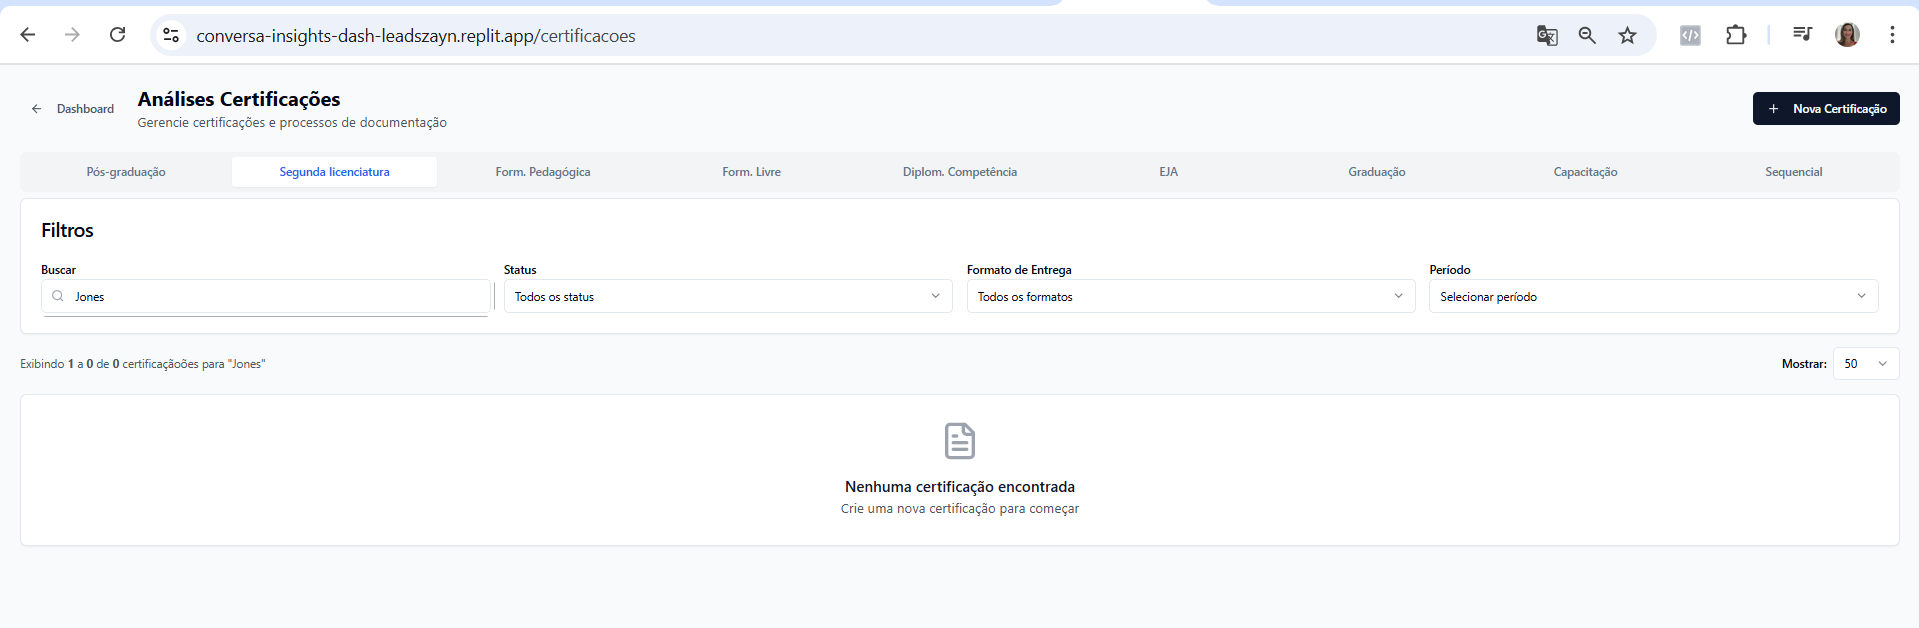 conversa-insights-dash-leadszayn.replit.app/certificacoes
Dashboard
Análises Certificações
Gerencie certificações e processos de documentação
+ Nova Certificação
Pós-graduação Segunda licenciatura Form. Pedagógica Form. Livre Diplom. Competência EJA Graduação Capacitação Sequencial
Filtros
Buscar Status Formato de Entrega Período
Jones Todos os status Todos os formatos Selecionar período
Exibindo 1 a 0 de 0 certificaçãoões para "Jones" Mostrar: 50
Nenhuma certificação encontrada
Crie uma nova certificação para começar